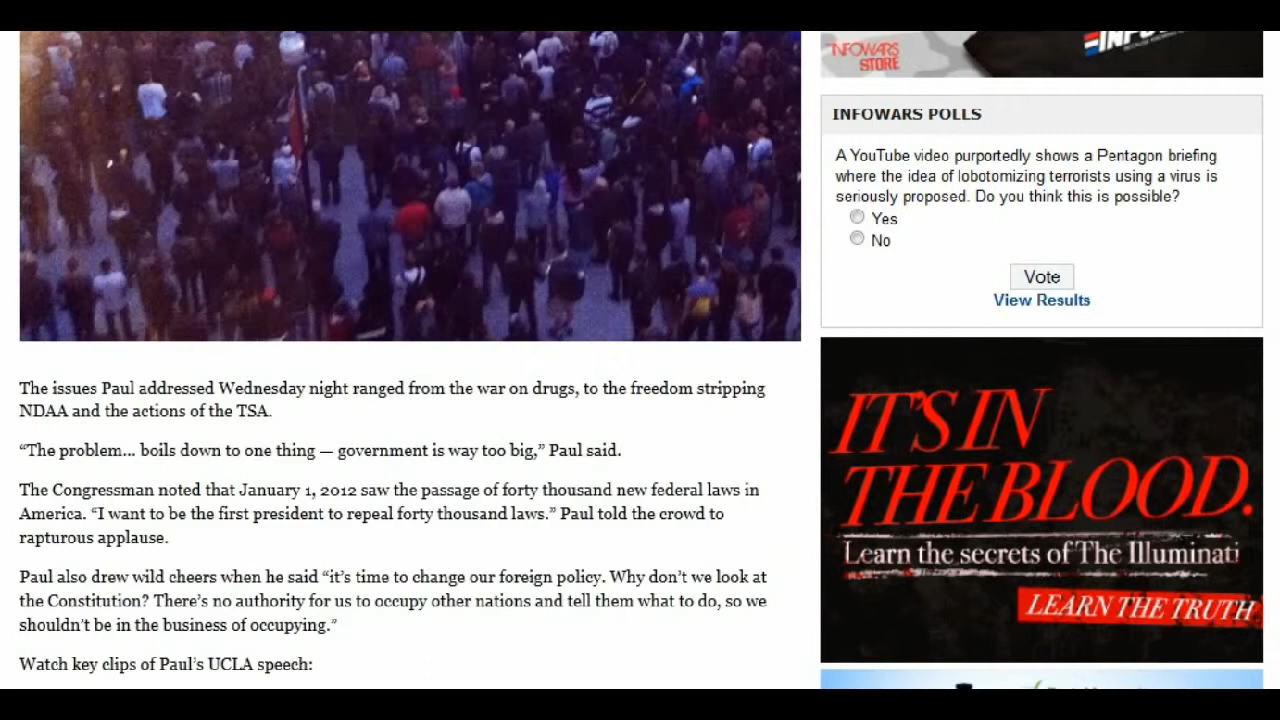 The issues Paul addressed Wednesday night ranged from the war on drugs, to the freedom stripping
NDAA and the actions of the TSA.
“The problem... boils down to one thing — government is way too big,” Paul said.
The Congressman noted that January 1, 2012 saw the passage of forty thousand new federal laws in
America. “I want to be the first president to repeal forty thousand laws.” Paul told the crowd to
rapturous applause.
Paul also drew wild cheers when he said “it’s time to change our foreign policy. Why don’t we look at
the Constitution? There’s no authority for us to occupy other nations and tell them what to do, so we
shouldn’t be in the business of occupying.”
Watch key clips of Paul’s UCLA speech:
INFOWARS
STORE
INFOWARS POLLS
A YouTube video purportedly shows a Pentagon briefing
where the idea of lobotomizing terrorists using a virus is
seriously proposed. Do you think this is possible?
Yes
No
Vote
View Results
IT'S IN
THE BLOOD.
Learn the secrets of The Illuminati
LEARN THE TRUTH